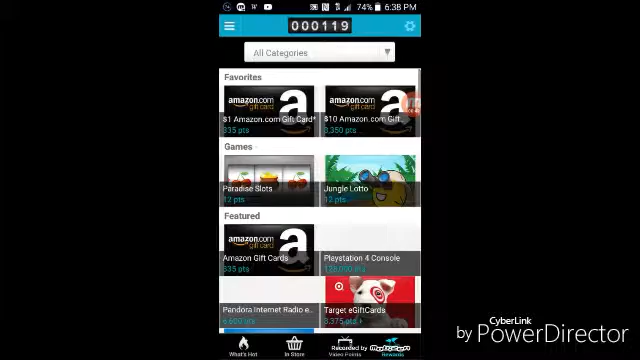 74% 6:38 PM
000119
All Categories
Favorites
amazon.com
gift card
a
$1 Amazon.com Gift Card*
335 pts
amazon.com
gift card
a
$10 Amazon.com Gift..
3,350 pts
Games
Paradise Slots
12 pts
Jungle Lotto
12 pts
Featured
amazon.com
gift card
a
Amazon Gift Cards
335 pts
Playstation 4 Console
Pandora Internet Radio e..
Target eGiftCards
3,375 pts
What's Hot
In Store
Video Points
Rewards
Recorded by
CyberLink
by PowerDirector